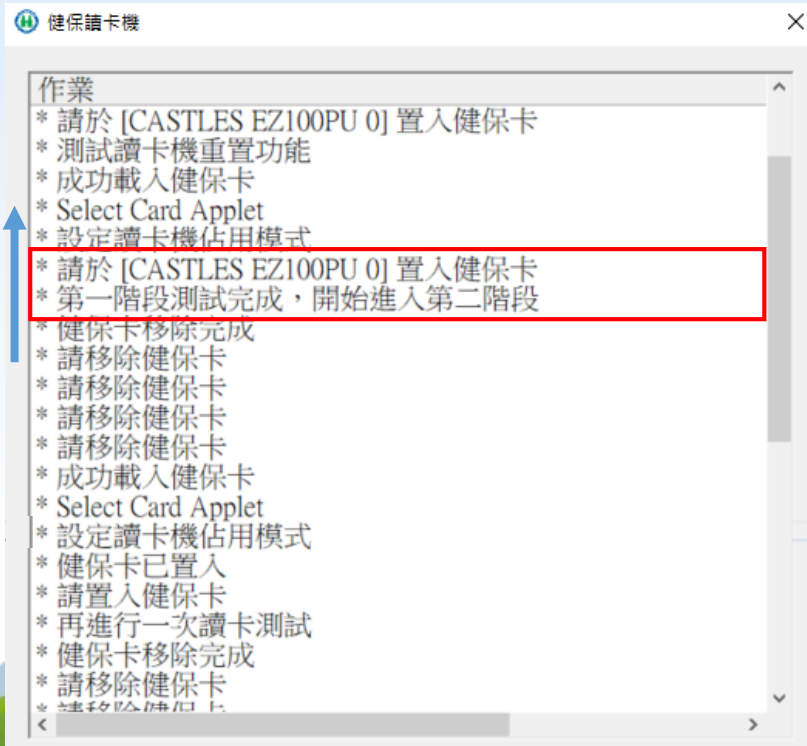 健保讀卡機
作業
* 請於 [CASTLES EZ100PU 0] 置入健保卡
* 測試讀卡機重置功能
* 成功載入健保卡
* Select Card Applet
* 設定讀卡機佔用模式
* 請於 [CASTLES EZ100PU 0] 置入健保卡
* 第一階段測試完成，開始進入第二階段
* 健保卡移除完成
* 請移除健保卡
* 請移除健保卡
* 請移除健保卡
* 請移除健保卡
* 成功載入健保卡
* Select Card Applet
* 設定讀卡機佔用模式
* 健保卡已置入
* 請置入健保卡
* 再進行一次讀卡測試
* 健保卡移除完成
* 請移除健保卡
* 請移除健保卡